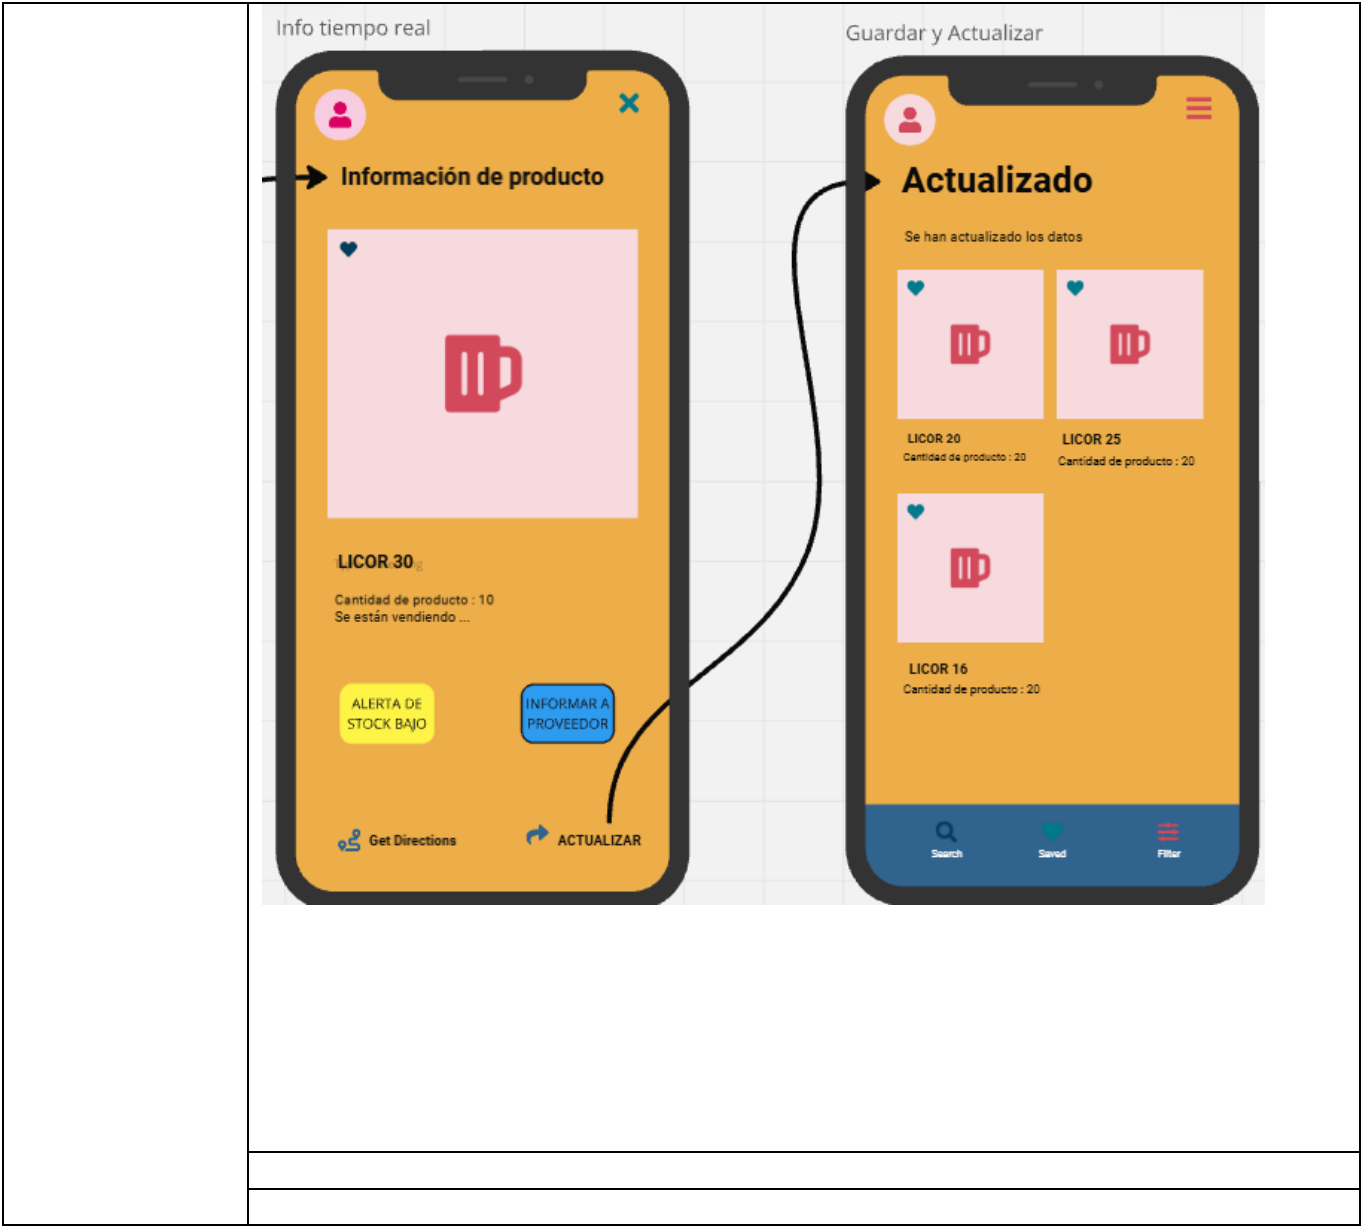 Info tiempo real
Información de producto
LICOR 30
Cantidad de producto : 10
Se están vendiendo ...
ALERTA DE
STOCK BAJO
INFORMAR A
PROVEEDOR
Get Directions
ACTUALIZAR
Guardar y Actualizar
Actualizado
Se han actualizado los datos
LICOR 20
Cantidad de producto : 20
LICOR 25
Cantidad de producto : 20
LICOR 16
Cantidad de producto : 20
Search
Saved
Filter